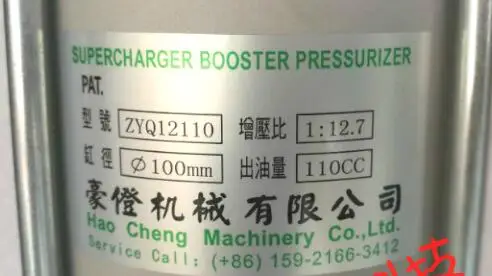 SUPERCHARGER BOOSTER PRESSURIZER
PAT.
型號 ZYQ12110 增壓比 1:12.7
缸徑 Ø100mm 出油量 110CC
豪燈机械有限公司
Hao Cheng Machinery Co.,Ltd.
Service Call: (+86) 159-2166-3412
坊